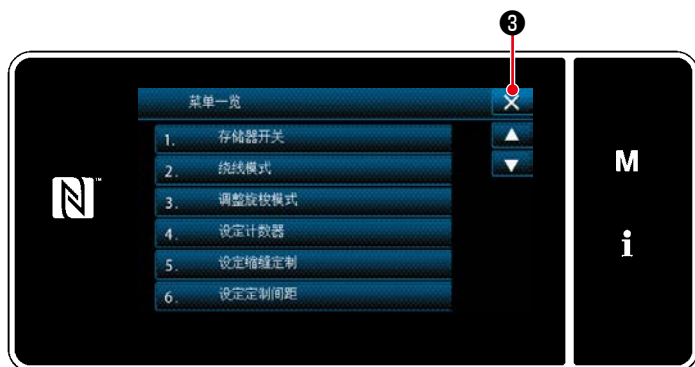 ❸
菜单一览
1. 存储器开关
2. 绕线模式
3. 调整旋梭模式
4. 设定计数器
5. 设定缩缝定制
6. 设定定制间距
M
i
N
™